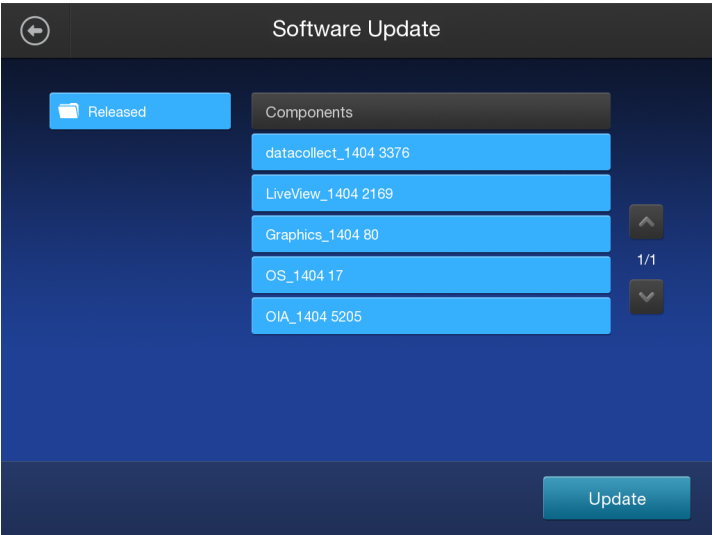 Software Update
Released
Components
datacollect_1404 3376
LiveView_1404 2169
Graphics_1404 80
OS_1404 17
OIA_1404 5205
1/1
Update